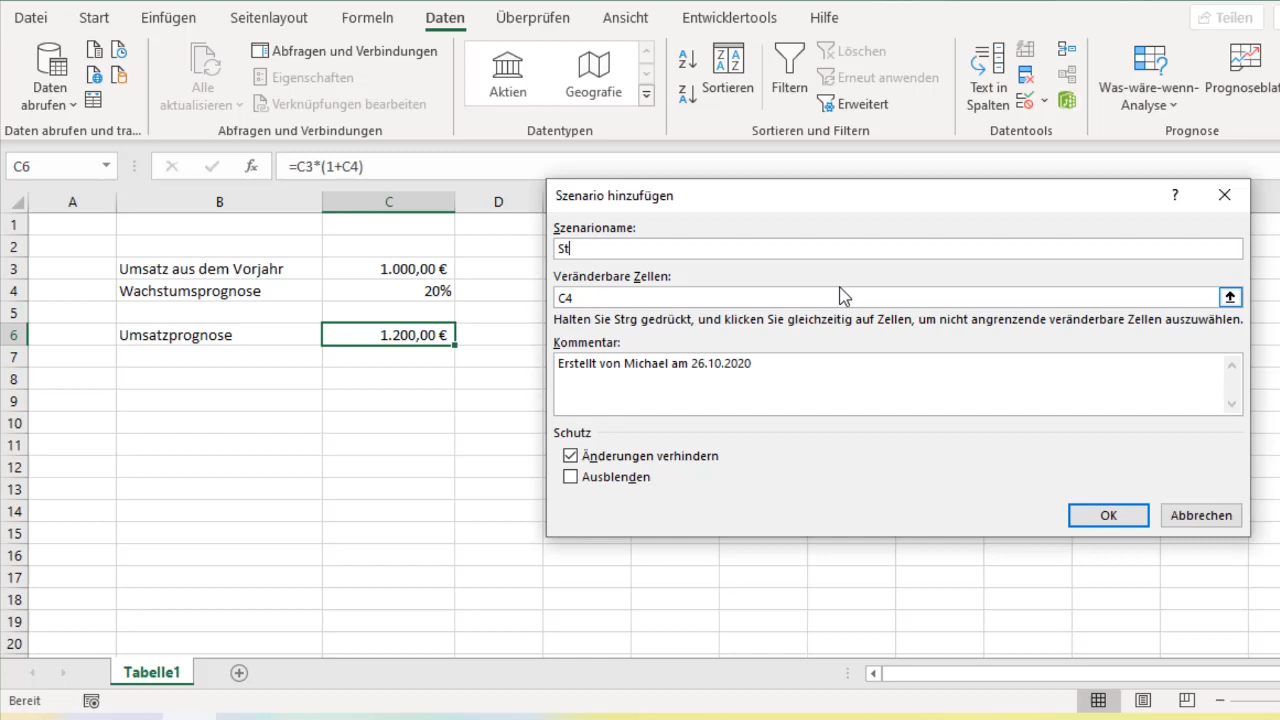 Datei Start Einfügen Seitenlayout Formeln Daten Überprüfen Ansicht Entwicklertools Hilfe Teilen
Daten abrufen
Alle aktualisieren
Abfragen und Verbindungen
Eigenschaften
Verknüpfungen bearbeiten
Aktien
Geografie
Sortieren
Filtern
Löschen
Erneut anwenden
Erweitert
Text in Spalten
Was-wäre-wenn-
Analyse
Prognoseblat
Daten abrufen und tra... Abfragen und Verbindungen Datentypen Sortieren und Filtern Datentools Prognose
C6 fx =C3*(1+C4)
A B C D
1
2
3 Umsatz aus dem Vorjahr 1.000,00 €
4 Wachstumsprognose 20%
5
6 Umsatzprognose 1.200,00 €
7
8
9
10
11
12
13
14
15
16
17
18
19
20
Szenario hinzufügen ?
Szenarioname:
St
Veränderbare Zellen:
C4
Halten Sie Strg gedrückt, und klicken Sie gleichzeitig auf Zellen, um nicht angrenzende veränderbare Zellen auszuwählen.
Kommentar:
Erstellt von Michael am 26.10.2020
Schutz
Änderungen verhindern
Ausblenden
OK Abbrechen
Tabelle1
Bereit